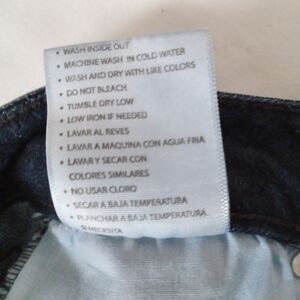 • WASH INSIDE OUT
• MACHINE WASH IN COLD WATER
• WASH AND DRY WITH LIKE COLORS
• DO NOT BLEACH
• TUMBLE DRY LOW
• LOW IRON IF NEEDED
• LAVAR AL REVES
• LAVAR A MAQUINA CON AGUA FRIA
• LAVAR Y SECAR CON
COLORES SIMILARES
• NO USAR CLORO
• SECAR A BAJA TEMPERATURA
• PLANCHAR A BAJA TEMPERATURA
SI NECESITA